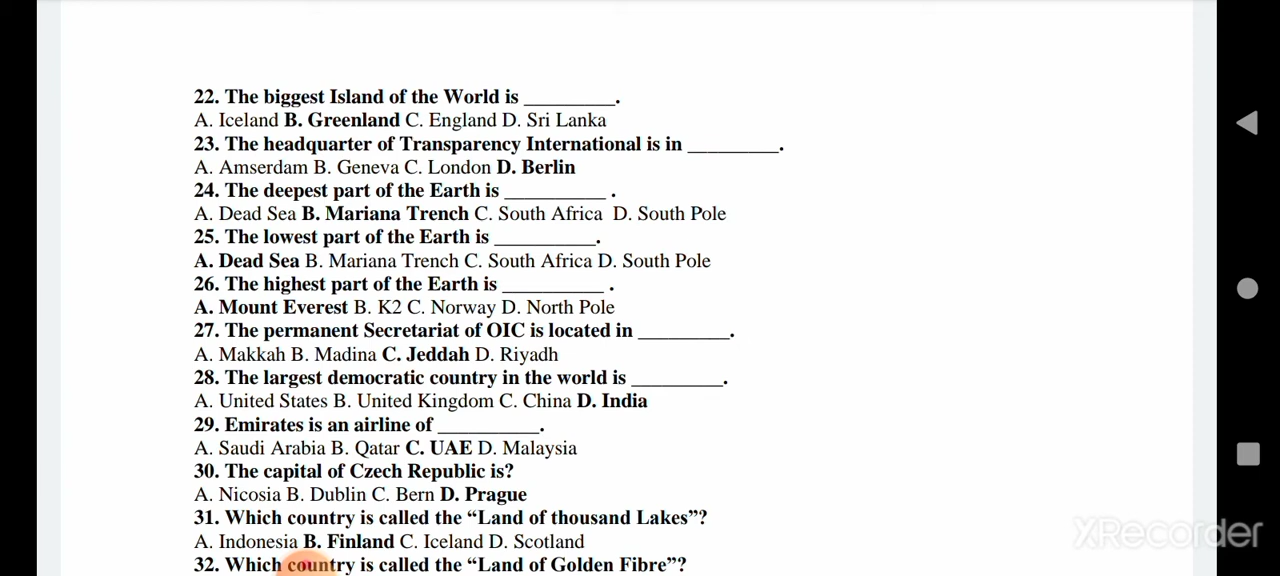 22. The biggest Island of the World is _________.
A. Iceland B. Greenland C. England D. Sri Lanka
23. The headquarter of Transparency International is in _________.
A. Amserdam B. Geneva C. London D. Berlin
24. The deepest part of the Earth is __________ .
A. Dead Sea B. Mariana Trench C. South Africa D. South Pole
25. The lowest part of the Earth is __________.
A. Dead Sea B. Mariana Trench C. South Africa D. South Pole
26. The highest part of the Earth is __________ .
A. Mount Everest B. K2 C. Norway D. North Pole
27. The permanent Secretariat of OIC is located in _________.
A. Makkah B. Madina C. Jeddah D. Riyadh
28. The largest democratic country in the world is _________.
A. United States B. United Kingdom C. China D. India
29. Emirates is an airline of __________.
A. Saudi Arabia B. Qatar C. UAE D. Malaysia
30. The capital of Czech Republic is?
A. Nicosia B. Dublin C. Bern D. Prague
31. Which country is called the “Land of thousand Lakes”?
A. Indonesia B. Finland C. Iceland D. Scotland
32. Which country is called the “Land of Golden Fibre”?
XRecorder